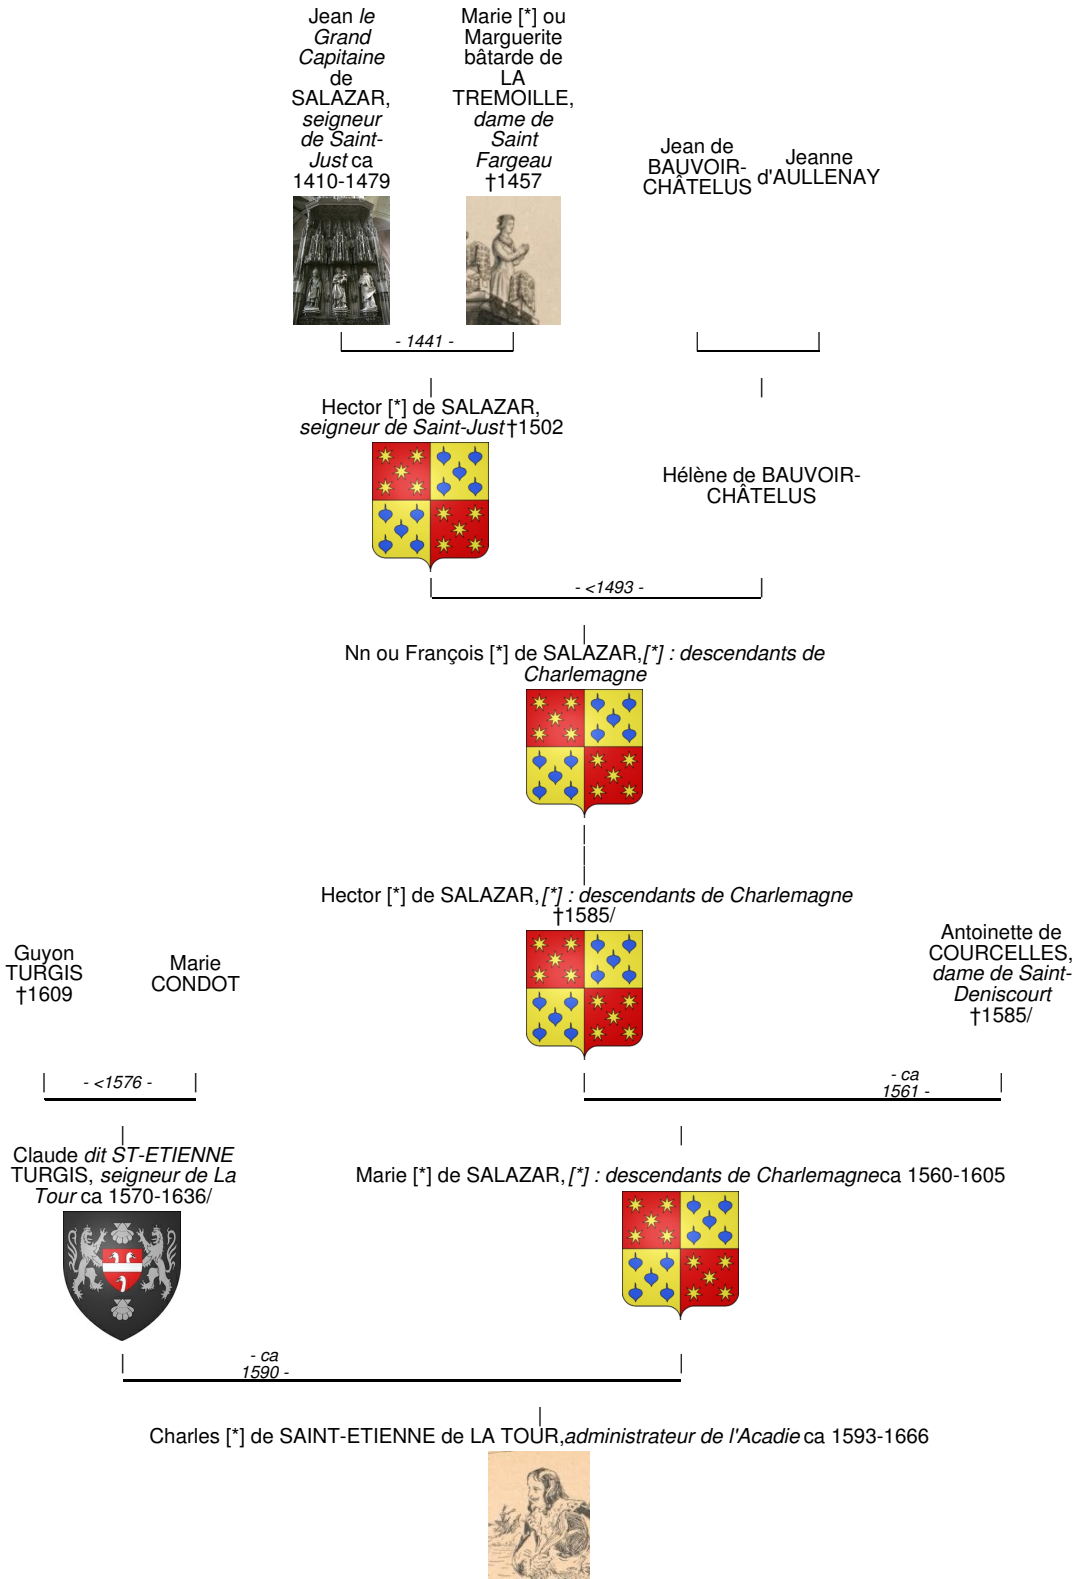 Jean le
Grand
Capitaine
de
SALAZAR,
seigneur
de Saint-
Just ca
1410-1479
Marie [*] ou
Marguerite
bâtarde de
LA
TREMOILLE,
dame de
Saint
Fargeau
†1457
Jean de
BAUVOIR-
CHÂTELUS
Jeanne
d'AULLENAY
- 1441 -
Hector [*] de SALAZAR,
seigneur de Saint-Just†1502
Hélène de BAUVOIR-
CHÂTELUS
- <1493 -
Nn ou François [*] de SALAZAR,[*] : descendants de
Charlemagne
Hector [*] de SALAZAR,[*] : descendants de Charlemagne
†1585/
Guyon
TURGIS
†1609
Marie
CONDOT
Antoinette de
COURCELLES,
dame de Saint-
Deniscourt
†1585/
- <1576 -
- ca
1561 -
Claude dit ST-ETIENNE
TURGIS, seigneur de La
Tour ca 1570-1636/
Marie [*] de SALAZAR,[*] : descendants de Charlemagneca 1560-1605
- ca
1590 -
Charles [*] de SAINT-ETIENNE de LA TOUR,administrateur de l'Acadie ca 1593-1666